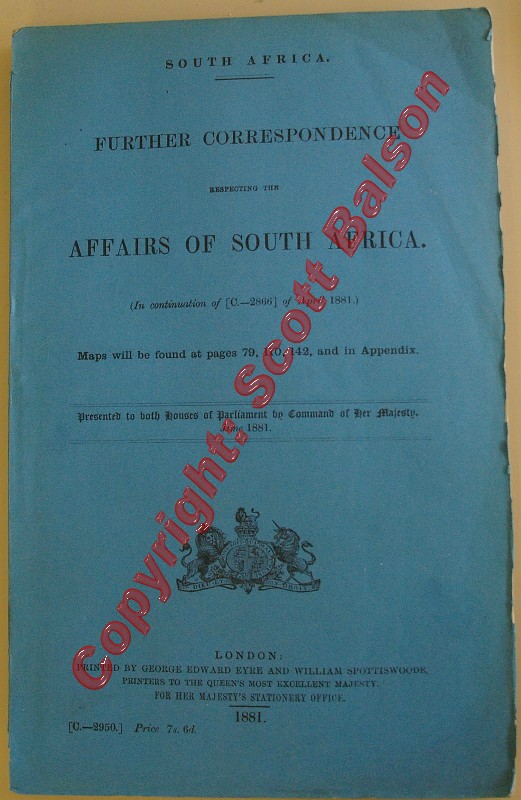 SOUTH AFRICA.
FURTHER CORRESPONDENCE
RESPECTING THE
AFFAIRS OF SOUTH AFRICA.
(In continuation of [C.—2866] of April 1881.)
Maps will be found at pages 79, 110, 142, and in Appendix.
Presented to both Houses of Parliament by Command of Her Majesty.
June 1881.
LONDON:
PRINTED BY GEORGE EDWARD EYRE AND WILLIAM SPOTTISWOODE,
PRINTERS TO THE QUEEN'S MOST EXCELLENT MAJESTY.
FOR HER MAJESTY'S STATIONERY OFFICE.
1881.
[C.—2950.] Price 7s. 6d.
Copyright: Scott Balson